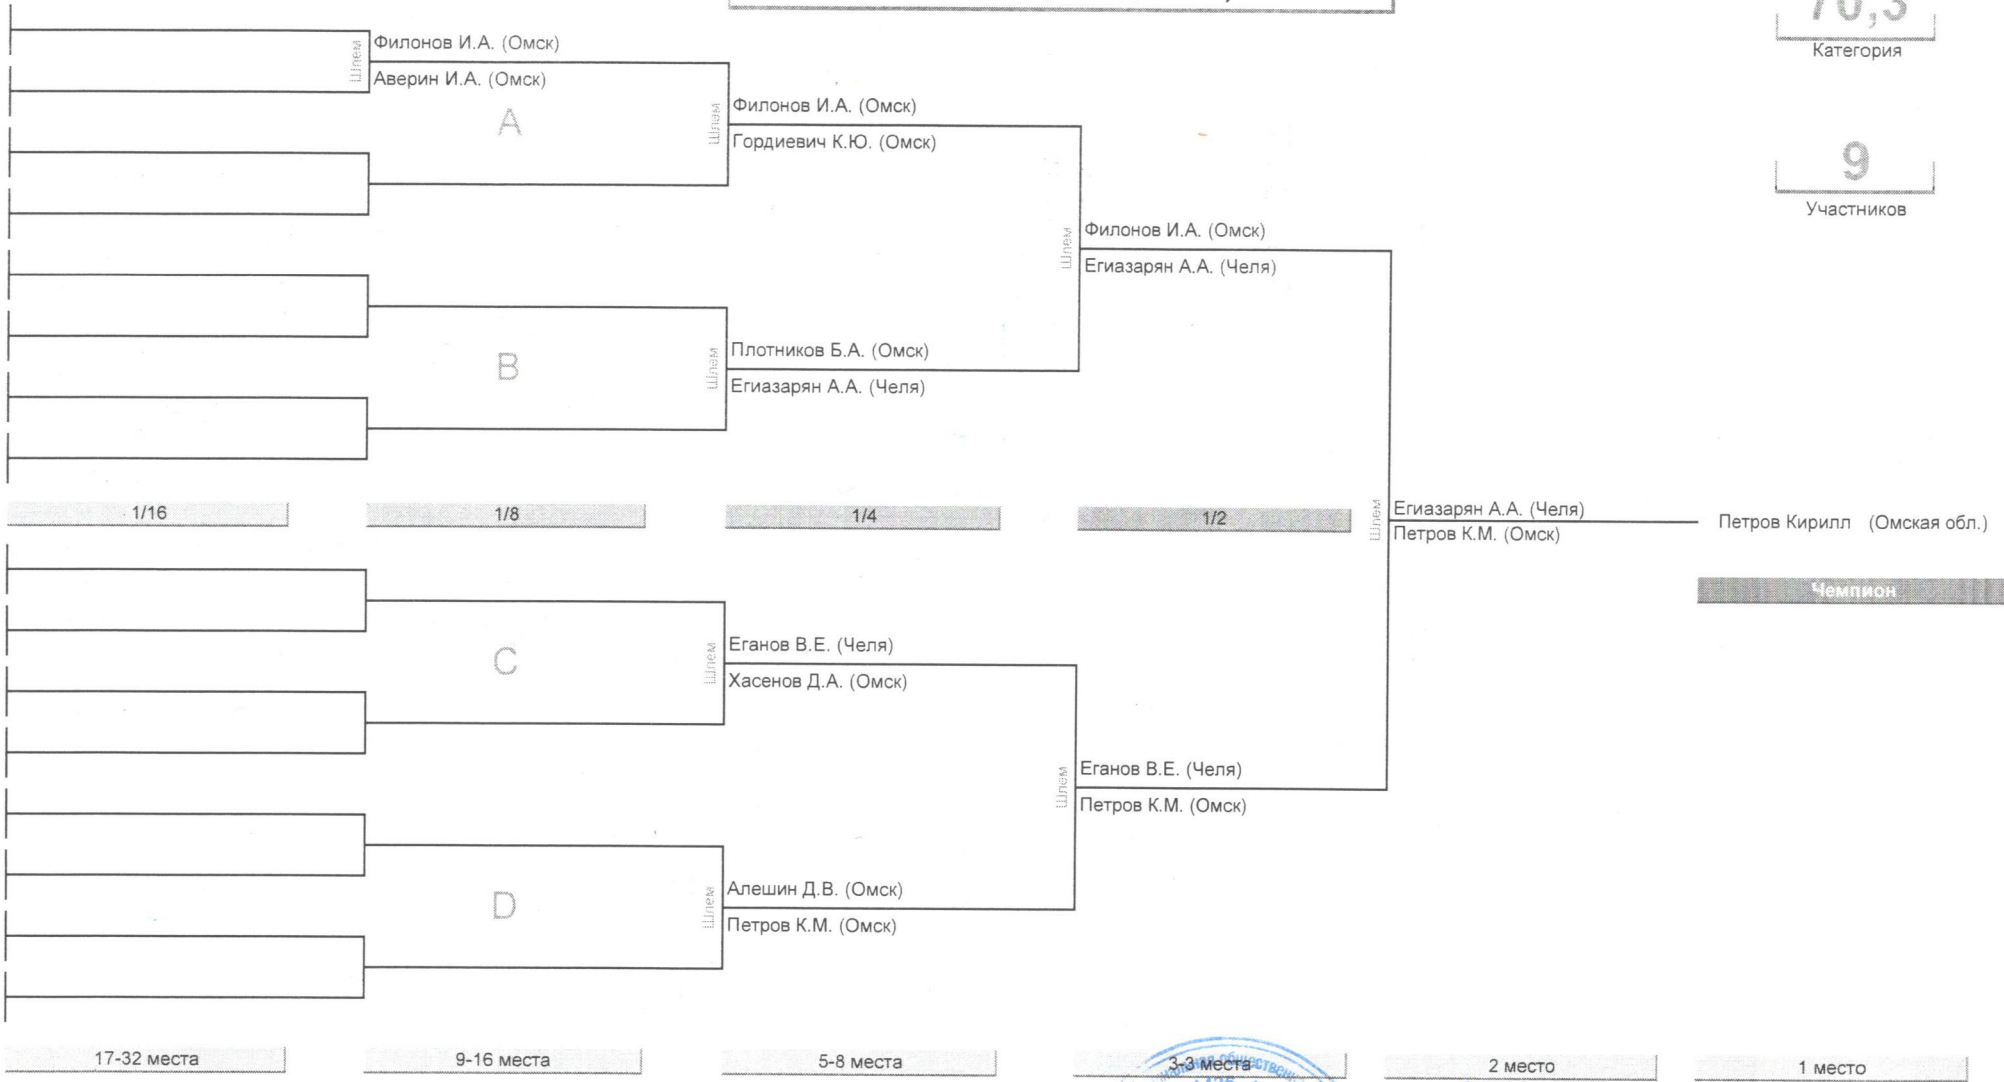 70,3
Категория
9
Участников
Шлем
Филонов И.А. (Омск)
Аверин И.А. (Омск)
A
Шлем
Филонов И.А. (Омск)
Гордиевич К.Ю. (Омск)
Шлем
Филонов И.А. (Омск)
Егиазарян А.А. (Челя)
B
Шлем
Плотников Б.А. (Омск)
Егиазарян А.А. (Челя)
1/16
1/8
1/4
1/2
Шлем
Егиазарян А.А. (Челя)
Петров К.М. (Омск)
Петров Кирилл (Омская обл.)
Чемпион
C
Шлем
Еганов В.Е. (Челя)
Хасенов Д.А. (Омск)
Шлем
Еганов В.Е. (Челя)
Петров К.М. (Омск)
D
Шлем
Алешин Д.В. (Омск)
Петров К.М. (Омск)
17-32 места
9-16 места
5-8 места
3-3 места
2 место
1 место